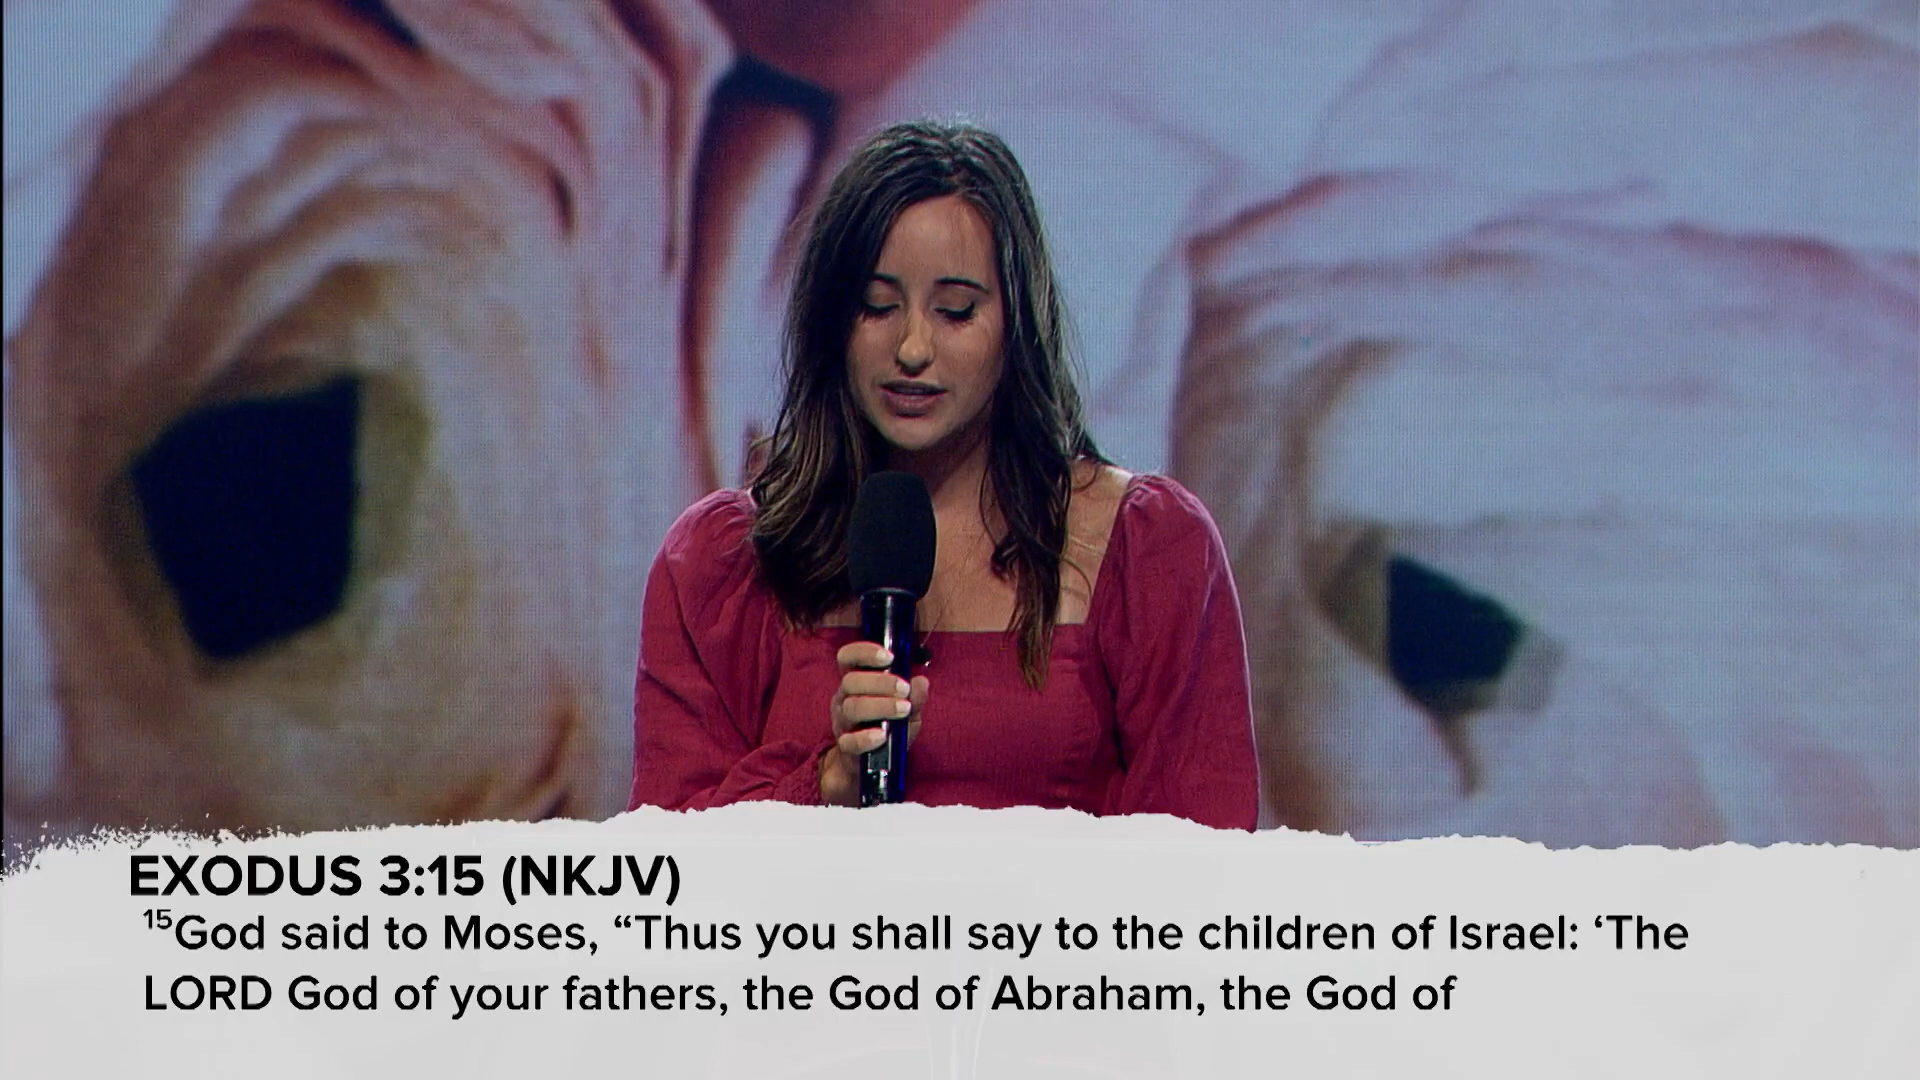 EXODUS 3:15 (NKJV)
¹⁵God said to Moses, “Thus you shall say to the children of Israel: ‘The
LORD God of your fathers, the God of Abraham, the God of